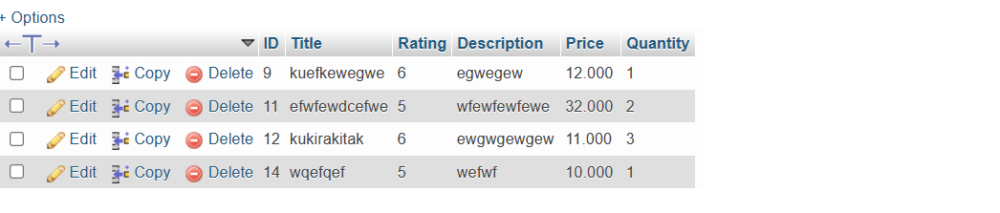 + Options
ID Title Rating Description Price Quantity
Edit Copy Delete 9 kuefkewegwe 6 egwegew 12.000 1
Edit Copy Delete 11 efwfewdcefwe 5 wfewfewfewe 32.000 2
Edit Copy Delete 12 kukirakitak 6 ewgwgewgew 11.000 3
Edit Copy Delete 14 wqefqef 5 wefwf 10.000 1